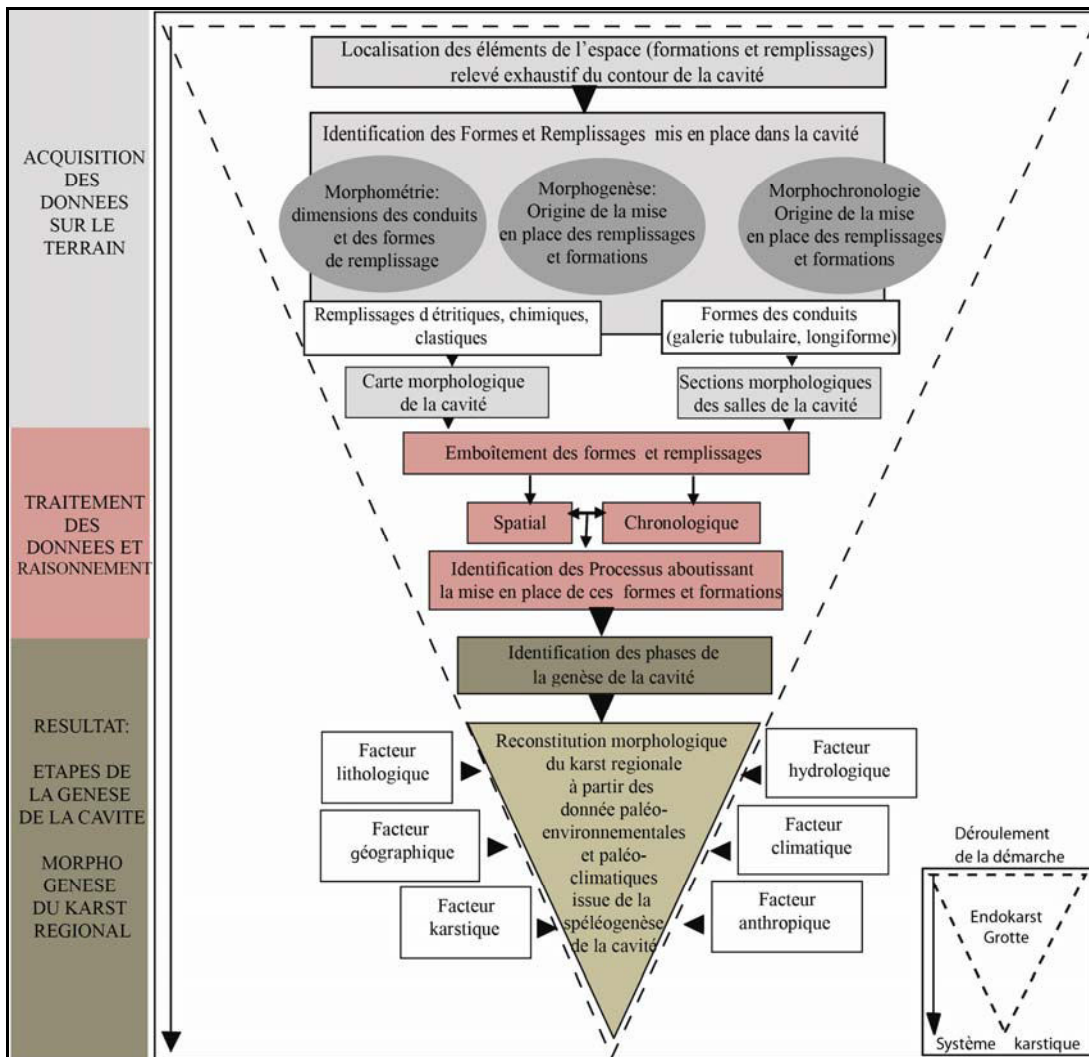 ACQUISITION
DES
DONNEES
SUR LE
TERRAIN
Localisation des éléments de l'espace (formations et remplissages)
relevé exhaustif du contour de la cavité
Identification des Formes et Remplissages mis en place dans la cavité
Morphométrie:
dimensions des conduits
et des formes
de remplissage
Morphogenèse:
Origine de la mise
en place des remplissages
et formations
Morphochronologie
Origine de la mise
en place des remplissages
et formations
Remplissages d étritiques, chimiques,
clastiques
Formes des conduits
(galerie tubulaire, longiforme)
Carte morphologique
de la cavité
Sections morphologiques
des salles de la cavité
TRAITEMENT
DES
DONNEES ET
RAISONNEMENT
Emboîtement des formes et remplissages
Spatial
Chronologique
Identification des Processus aboutissant
la mise en place de ces formes et formations
RESULTAT:
ETAPES DE
LA GENESE
DE LA CAVITE
MORPHO
GENESE
DU KARST
REGIONAL
Identification des phases de
la genèse de la cavité
Reconstitution morphologique
du karst regionale
à partir des
donnée paléo-
environnementales
et paléo-
climatiques
issue de la
spéléogenèse
de la cavité
Facteur
lithologique
Facteur
géographique
Facteur
karstique
Facteur
hydrologique
Facteur
climatique
Facteur
anthropique
Déroulement
de la démarche
Endokarst
Grotte
Système karstique